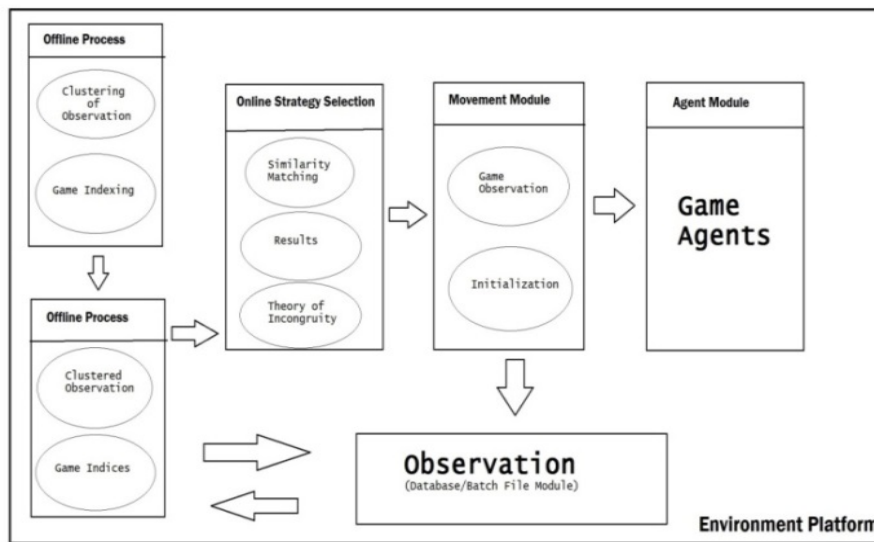 Offline Process
Clustering
of
Observation
Game Indexing
Offline Process
Clustered
Observation
Game Indices
Online Strategy Selection
Similarity
Matching
Results
Theory of
Incongruity
Movement Module
Game
Observation
Initialization
Agent Module
Game
Agents
Observation
(Database/Batch File Module)
Environment Platform